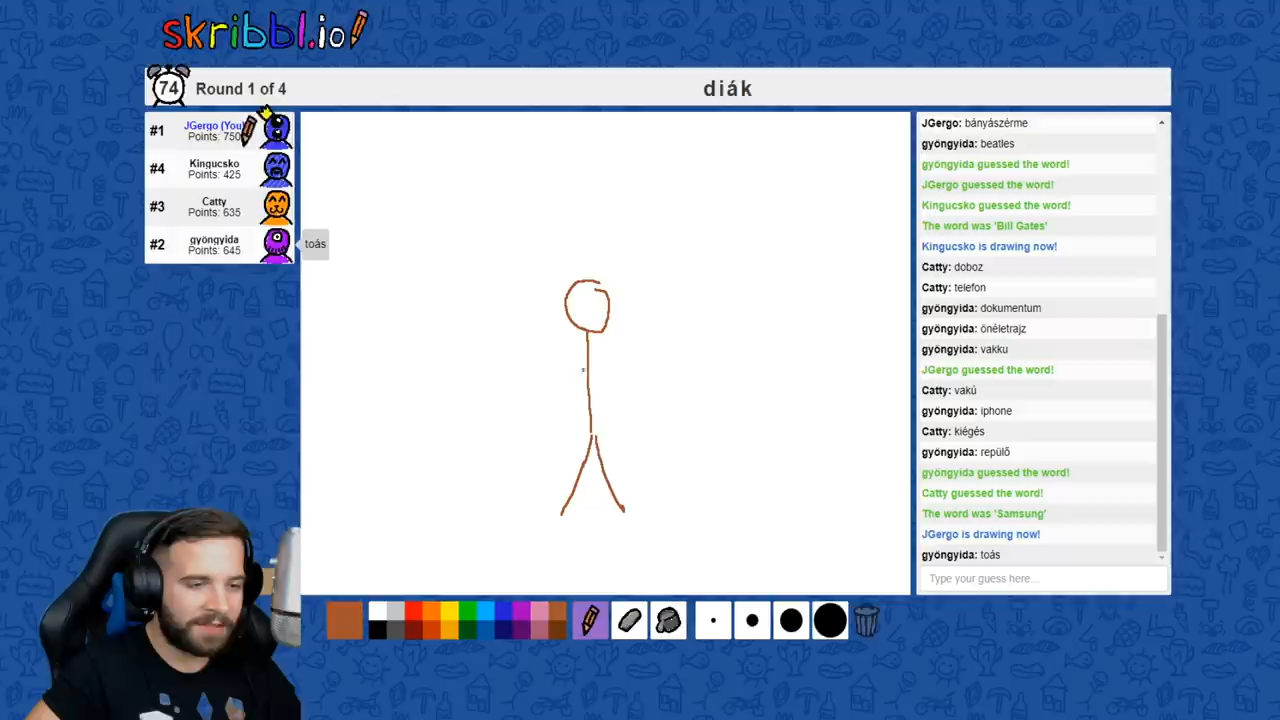 skribbl.io
74
Round 1 of 4
diák
#1
JGergo (You)
Points: 750
#4
Kingucsko
Points: 425
#3
Catty
Points: 635
#2
gyöngyida
Points: 645
toás
JGergo: bányászérme
gyöngyida: beatles
gyöngyida guessed the word!
JGergo guessed the word!
Kingucsko guessed the word!
The word was 'Bill Gates'
Kingucsko is drawing now!
Catty: doboz
Catty: telefon
gyöngyida: dokumentum
gyöngyida: önéletrajz
gyöngyida: vakku
JGergo guessed the word!
Catty: vakú
gyöngyida: iphone
Catty: kiégés
gyöngyida: repülő
gyöngyida guessed the word!
Catty guessed the word!
The word was 'Samsung'
JGergo is drawing now!
gyöngyida: toás
Type your guess here...